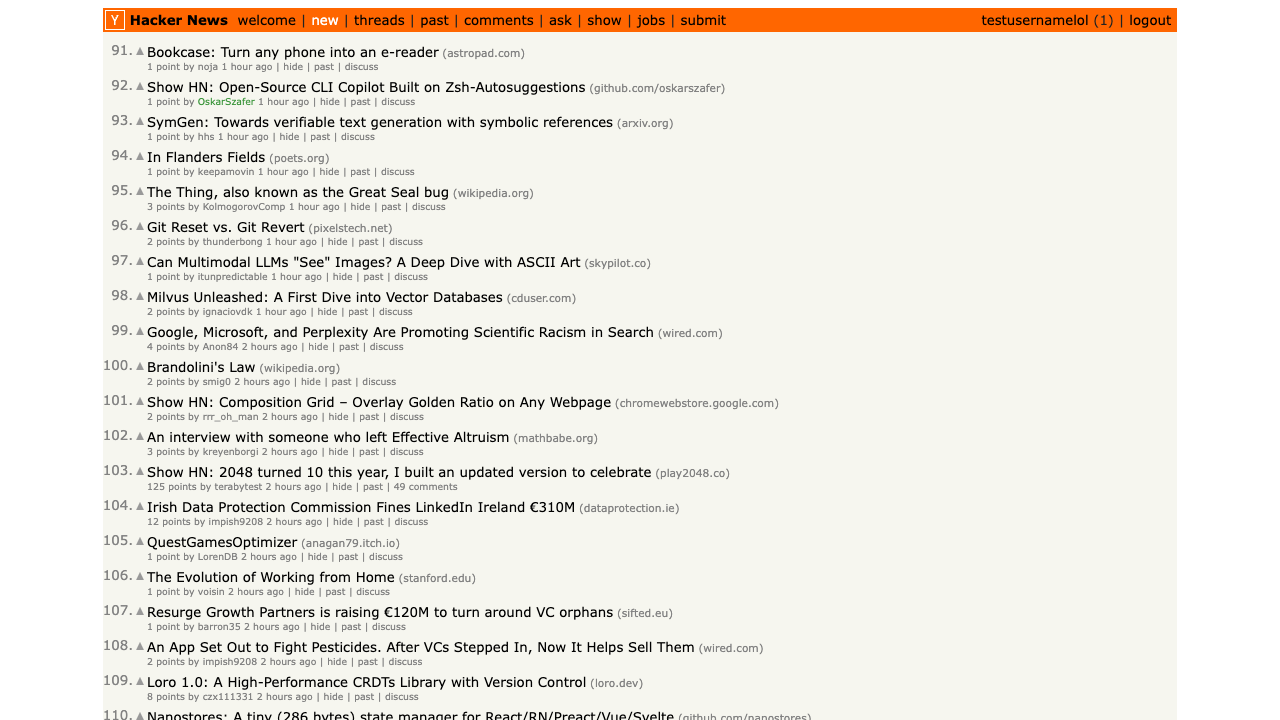 Y Hacker News welcome | new | threads | past | comments | ask | show | jobs | submit testusernamelol (1) | logout
91. Bookcase: Turn any phone into an e-reader (astropad.com)
1 point by noja 1 hour ago | hide | past | discuss
92. Show HN: Open-Source CLI Copilot Built on Zsh-Autosuggestions (github.com/oskarszafer)
1 point by OskarSzafer 1 hour ago | hide | past | discuss
93. SymGen: Towards verifiable text generation with symbolic references (arxiv.org)
1 point by hhs 1 hour ago | hide | past | discuss
94. In Flanders Fields (poets.org)
1 point by keepamovin 1 hour ago | hide | past | discuss
95. The Thing, also known as the Great Seal bug (wikipedia.org)
3 points by KolmogorovComp 1 hour ago | hide | past | discuss
96. Git Reset vs. Git Revert (pixelstech.net)
2 points by thunderbong 1 hour ago | hide | past | discuss
97. Can Multimodal LLMs "See" Images? A Deep Dive with ASCII Art (skypilot.co)
1 point by itunpredictable 1 hour ago | hide | past | discuss
98. Milvus Unleashed: A First Dive into Vector Databases (cduser.com)
2 points by ignaciovdk 1 hour ago | hide | past | discuss
99. Google, Microsoft, and Perplexity Are Promoting Scientific Racism in Search (wired.com)
4 points by Anon84 2 hours ago | hide | past | discuss
100. Brandolini's Law (wikipedia.org)
2 points by smig0 2 hours ago | hide | past | discuss
101. Show HN: Composition Grid – Overlay Golden Ratio on Any Webpage (chromewebstore.google.com)
2 points by rrr_oh_man 2 hours ago | hide | past | discuss
102. An interview with someone who left Effective Altruism (mathbabe.org)
3 points by kreyenborgi 2 hours ago | hide | past | discuss
103. Show HN: 2048 turned 10 this year, I built an updated version to celebrate (play2048.co)
125 points by terabytest 2 hours ago | hide | past | 49 comments
104. Irish Data Protection Commission Fines LinkedIn Ireland €310M (dataprotection.ie)
12 points by impish9208 2 hours ago | hide | past | discuss
105. QuestGamesOptimizer (anagan79.itch.io)
1 point by LorenDB 2 hours ago | hide | past | discuss
106. The Evolution of Working from Home (stanford.edu)
1 point by voisin 2 hours ago | hide | past | discuss
107. Resurge Growth Partners is raising €120M to turn around VC orphans (sifted.eu)
1 point by barron35 2 hours ago | hide | past | discuss
108. An App Set Out to Fight Pesticides. After VCs Stepped In, Now It Helps Sell Them (wired.com)
2 points by impish9208 2 hours ago | hide | past | discuss
109. Loro 1.0: A High-Performance CRDTs Library with Version Control (loro.dev)
8 points by czx111331 2 hours ago | hide | past | discuss
110. Nanostores: A tiny (286 bytes) state manager for React/RN/Preact/Vue/Svelte (github.com/nanostores)